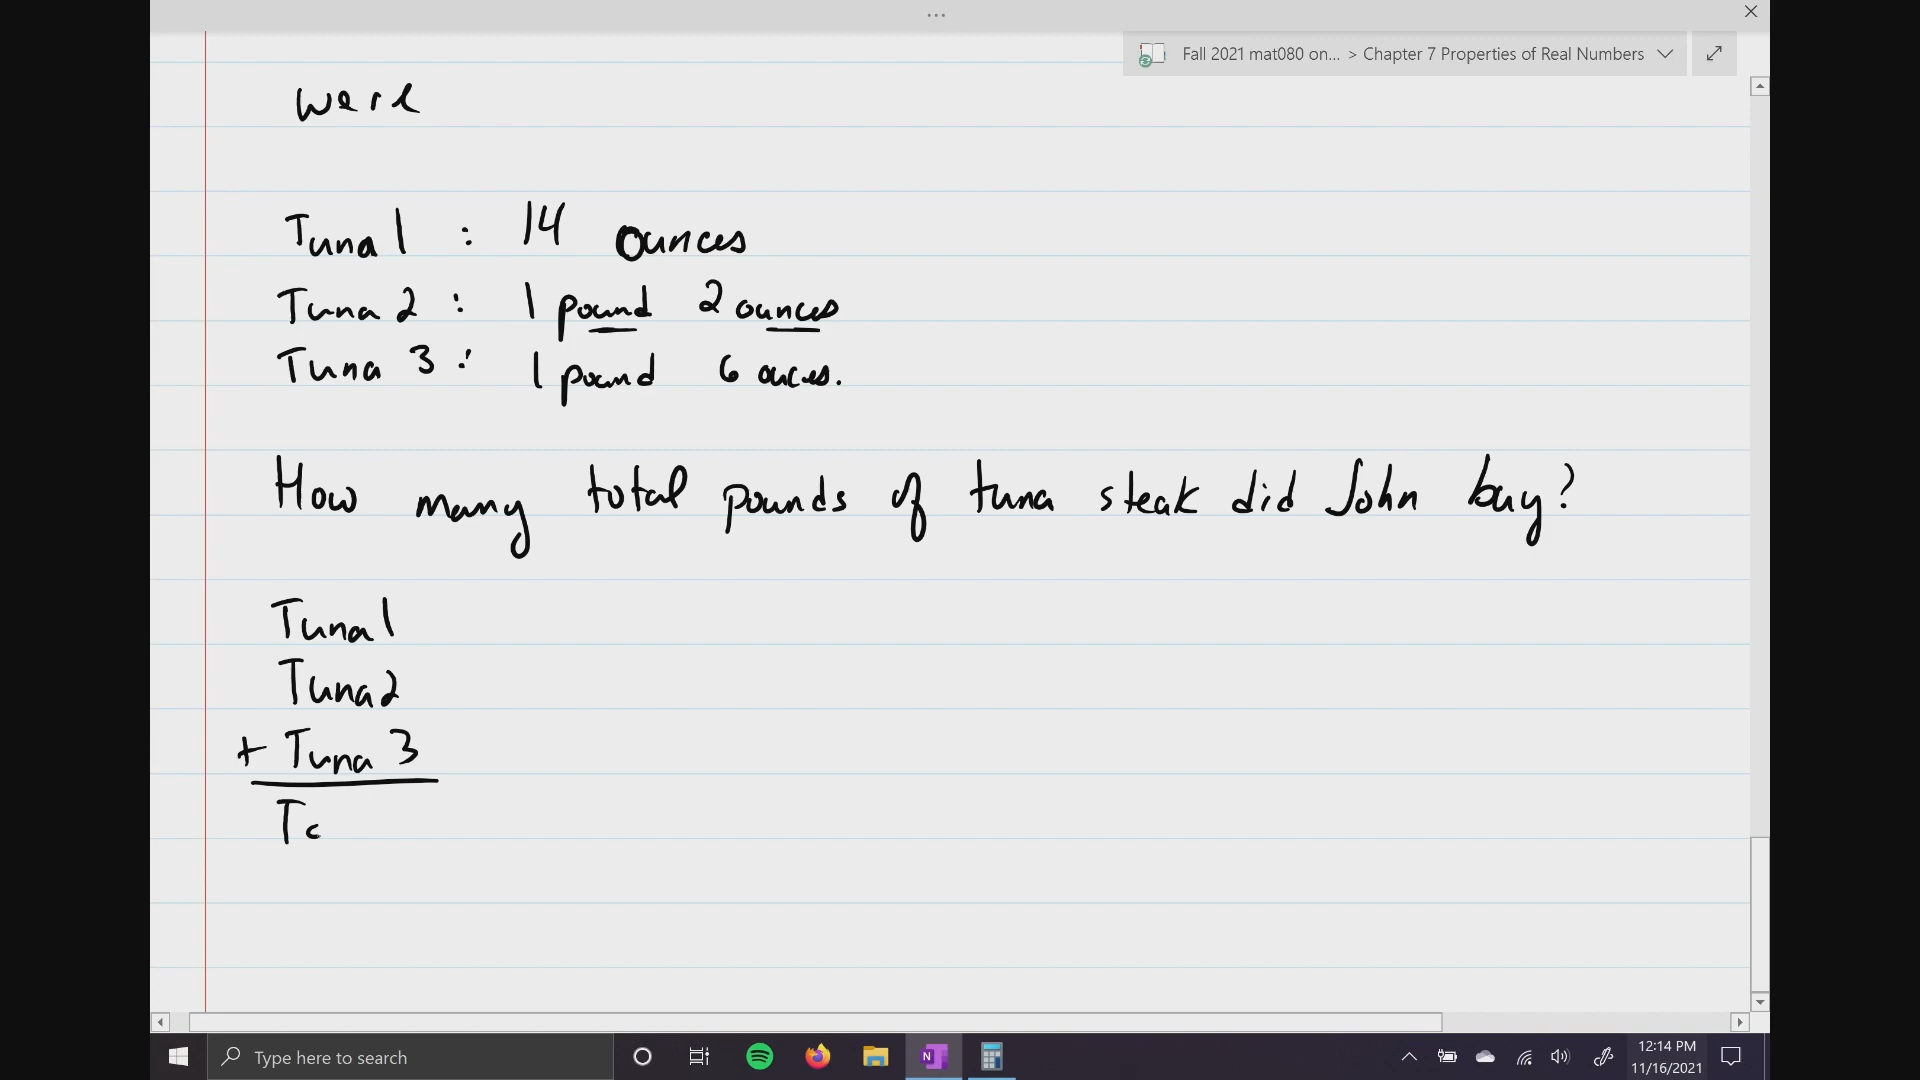 ...
Fall 2021 mat080 on... > Chapter 7 Properties of Real Numbers
were
Tuna 1 : 14 ounces
Tuna 2 : 1 pound 2 ounces
Tuna 3 : 1 pound 6 ounces.
How many total pounds of tuna steak did John buy?
Tuna 1
Tuna 2
+ Tuna 3
To
Type here to search
12:14 PM
11/16/2021